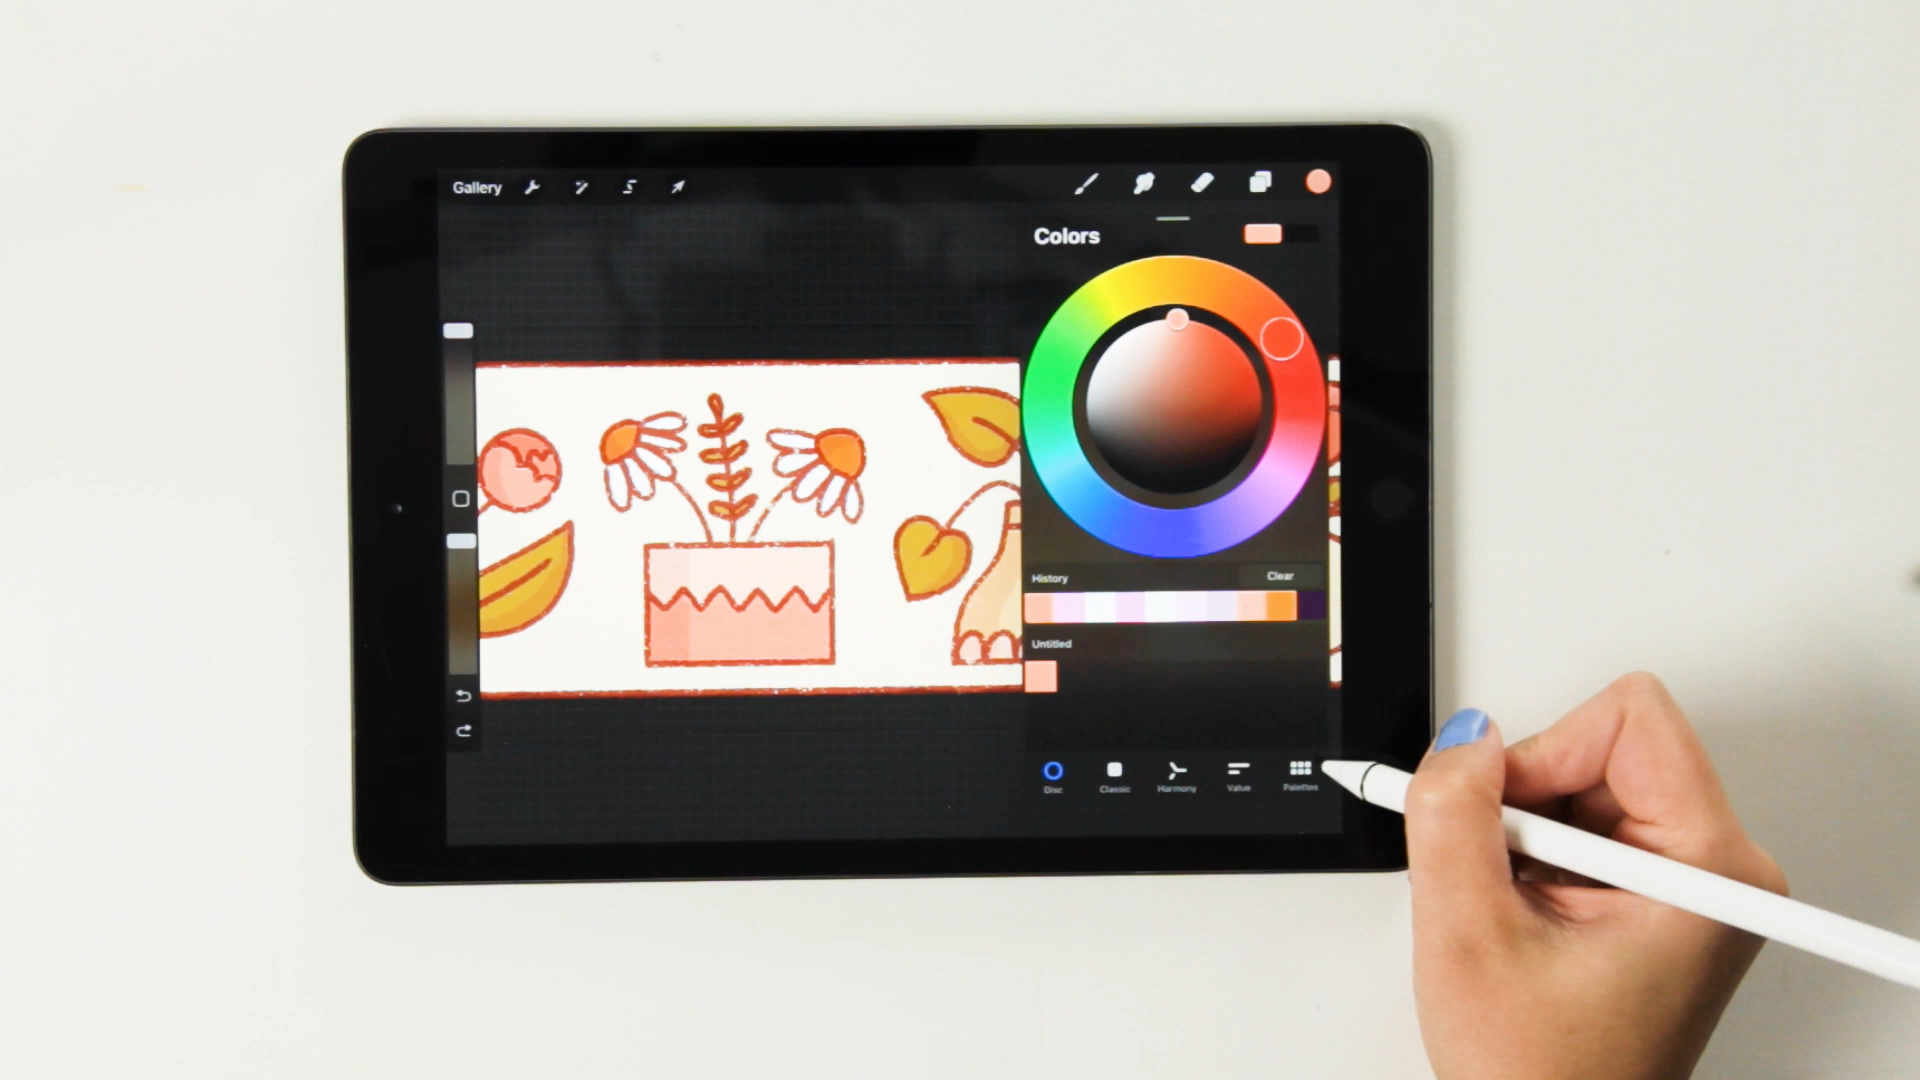 Gallery
Colors
History Clear
Untitled
Disc Classic Harmony Value Palettes